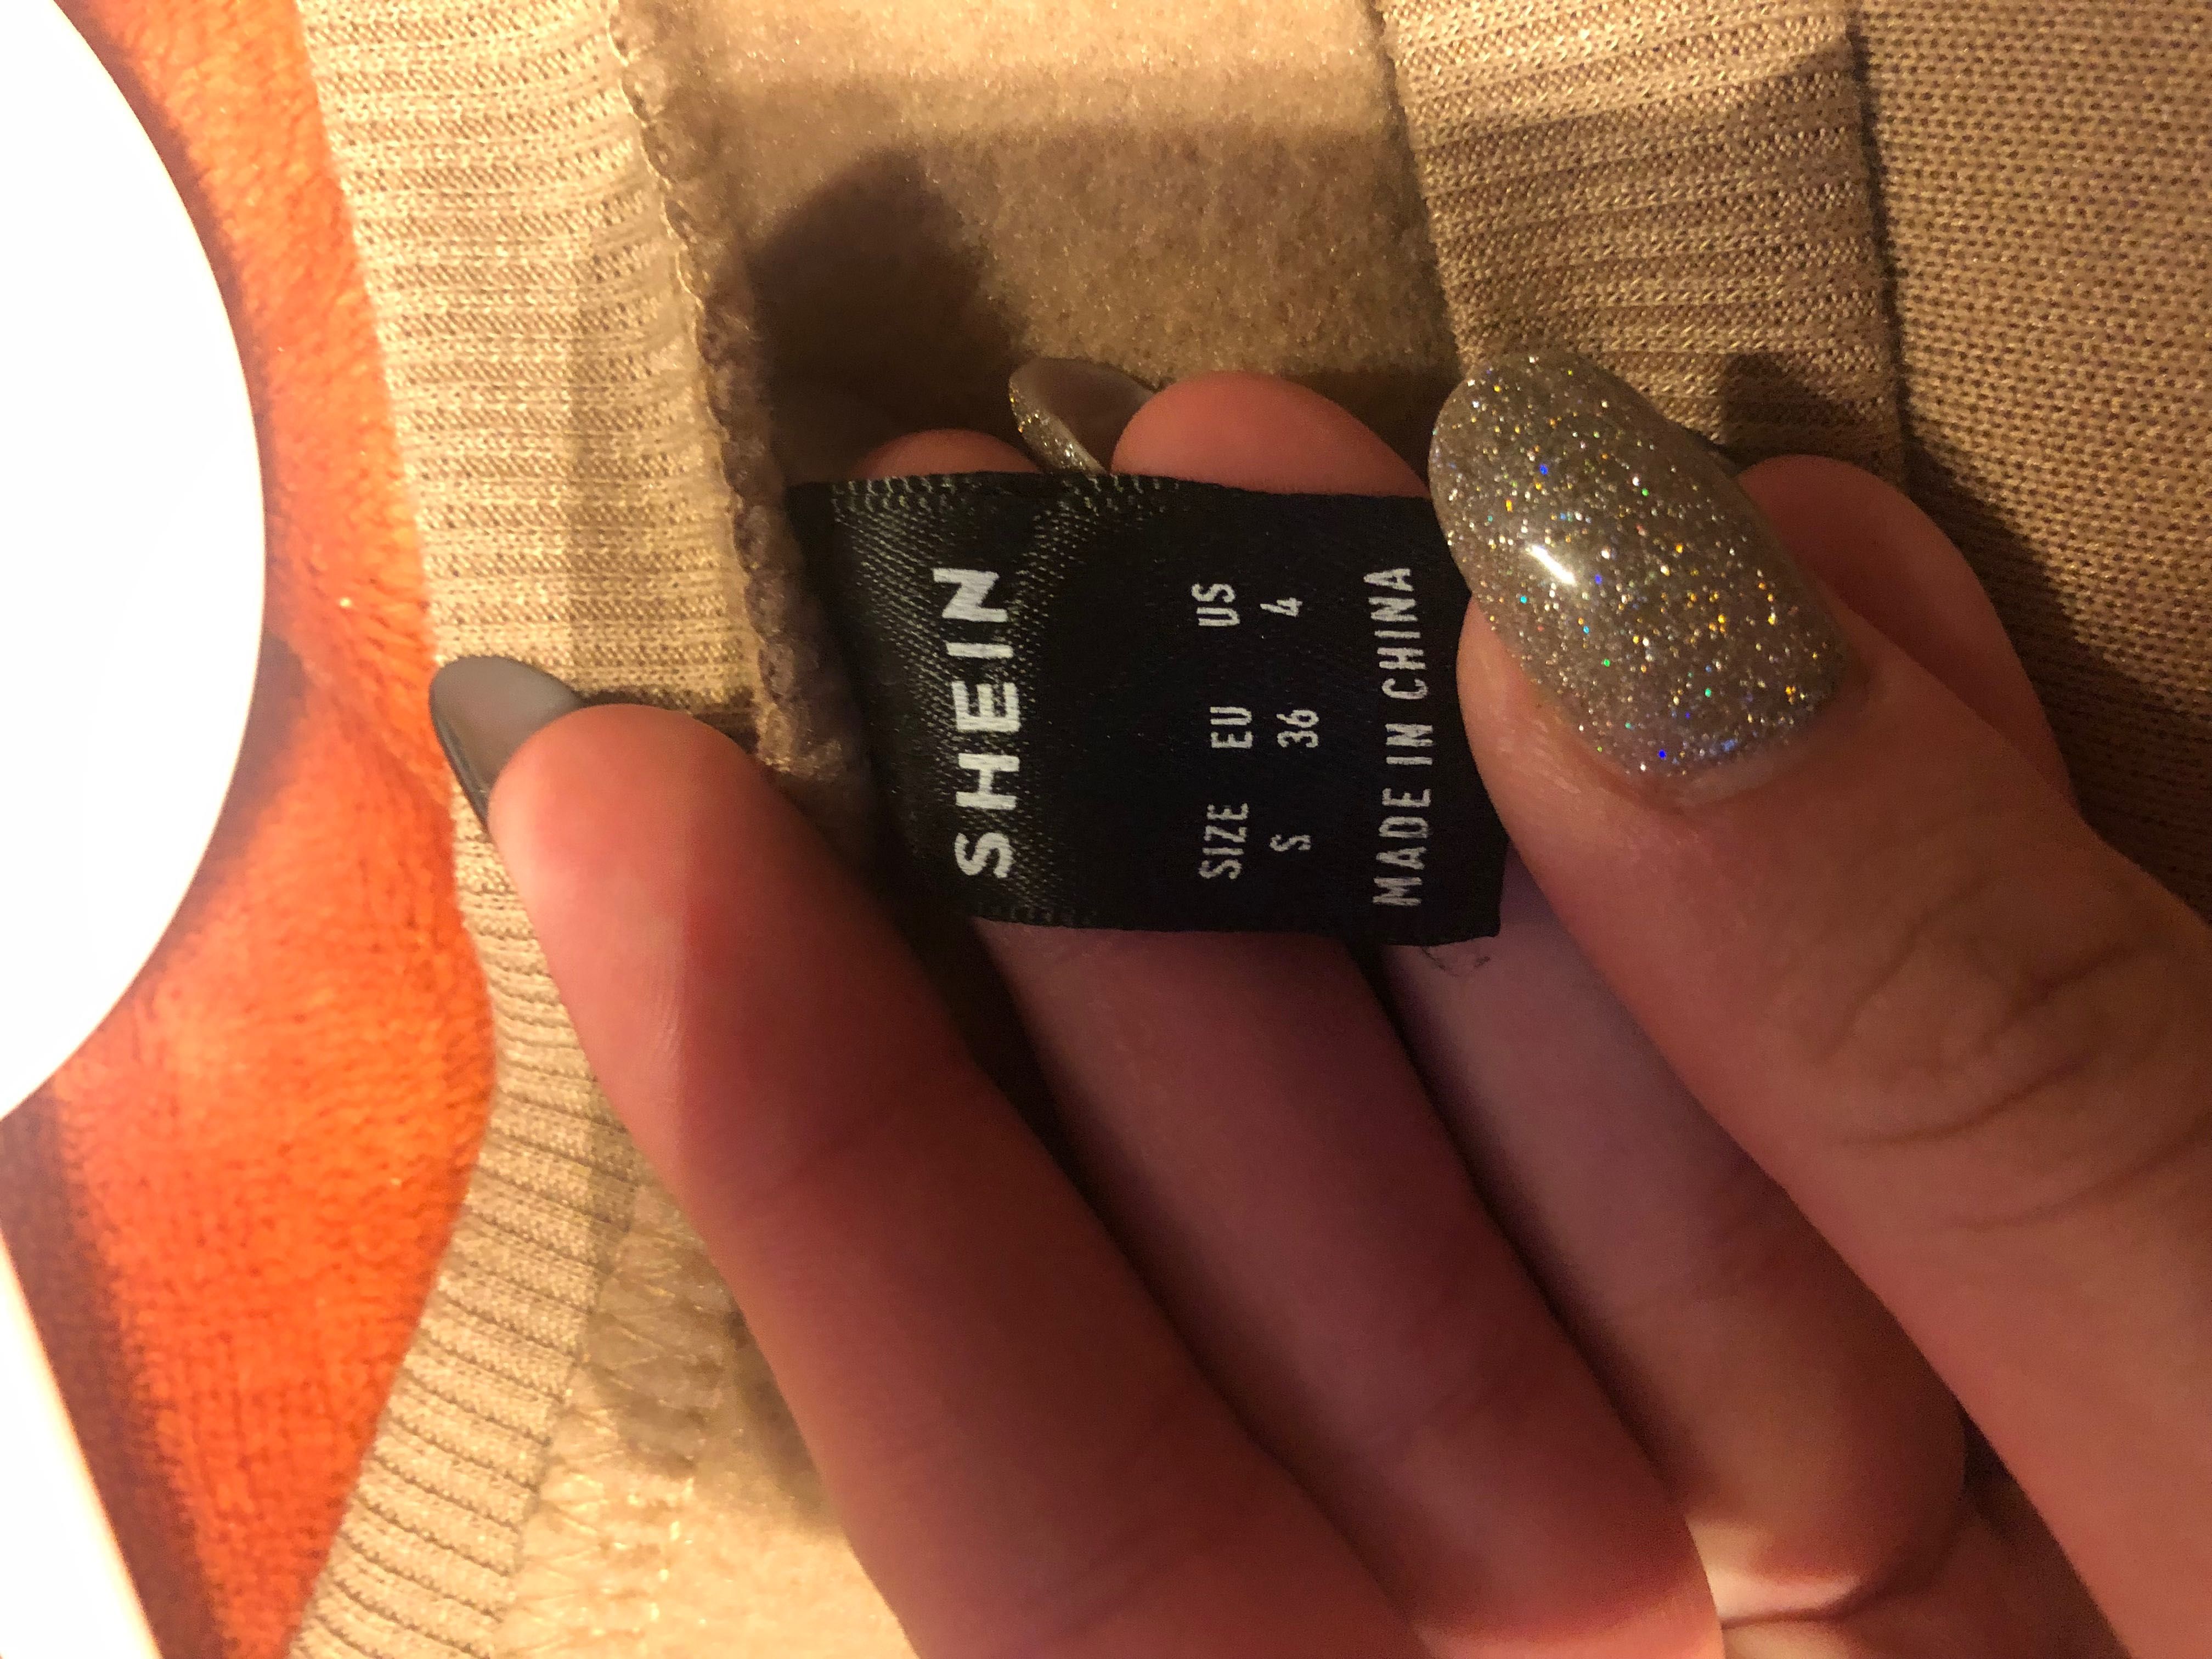 SHEIN
SIZE EU US
S 36 4
MADE IN CHINA